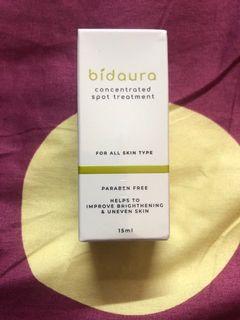 bidaura
concentrated
spot treatment
FOR ALL SKIN TYPE
PARABEN FREE
HELPS TO
IMPROVE BRIGHTENING
& UNEVEN SKIN
15ml